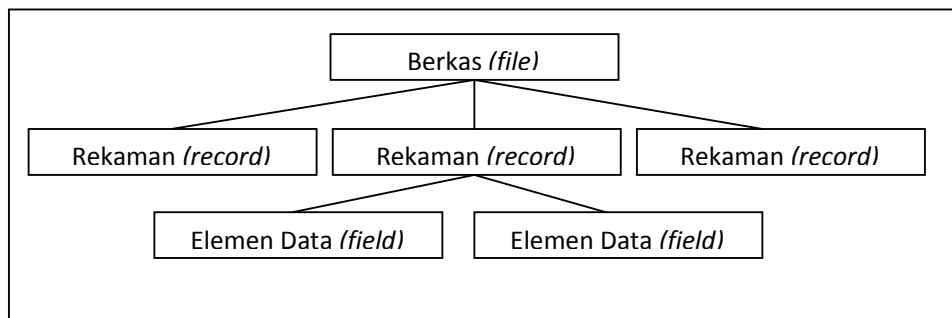 Berkas (file)
Rekaman (record) Rekaman (record) Rekaman (record)
Elemen Data (field) Elemen Data (field)